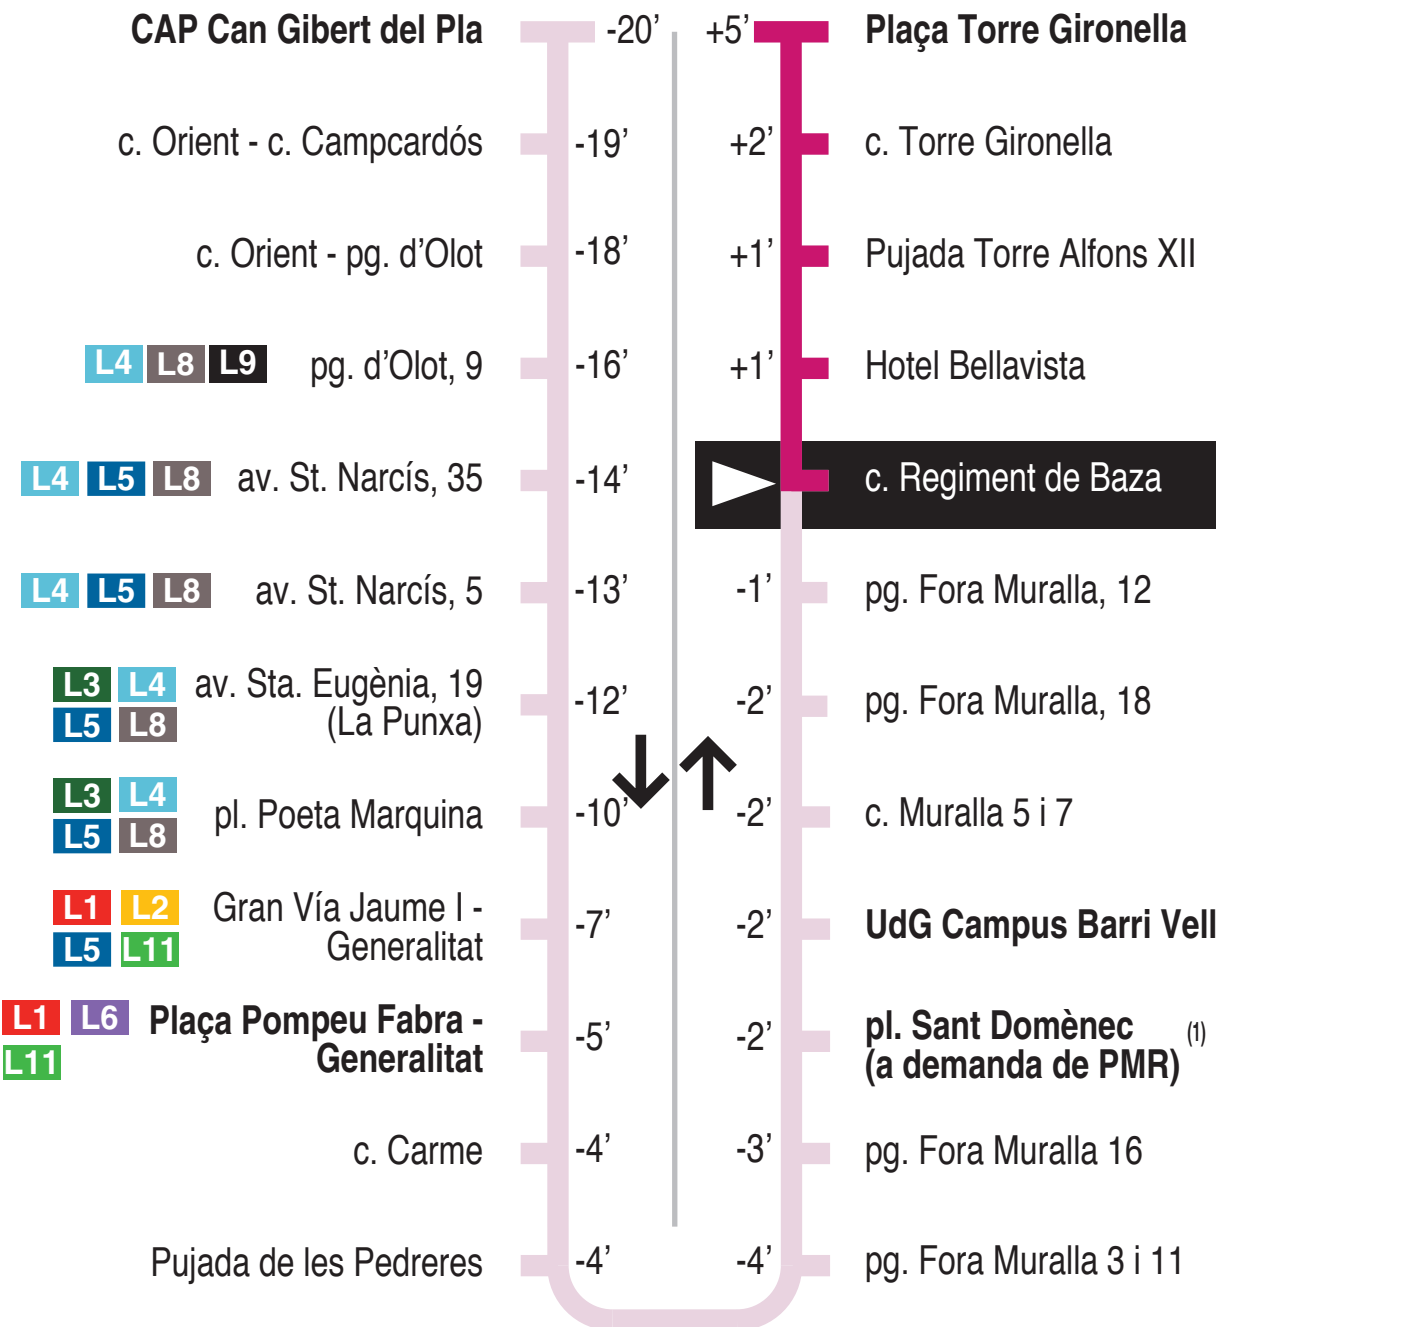 CAP Can Gibert del Pla -20’
c. Orient - c. Campcardós -19’
c. Orient - pg. d’Olot -18’
L4 L8 L9 pg. d’Olot, 9 -16’
L4 L5 L8 av. St. Narcís, 35 -14’
L4 L5 L8 av. St. Narcís, 5 -13’
L3 L4 av. Sta. Eugènia, 19
L5 L8 (La Punxa) -12’
L3 L4
L5 L8 pl. Poeta Marquina -10’
L1 L2 Gran Vía Jaume I -
L5 L11 Generalitat -7’
L1 L6 Plaça Pompeu Fabra -
L11 Generalitat -5’
c. Carme -4’
Pujada de les Pedreres -4’
+5’ Plaça Torre Gironella
+2’ c. Torre Gironella
+1’ Pujada Torre Alfons XII
+1’ Hotel Bellavista
c. Regiment de Baza
-1’ pg. Fora Muralla, 12
-2’ pg. Fora Muralla, 18
-2’ c. Muralla 5 i 7
-2’ UdG Campus Barri Vell
-2’ pl. Sant Domènec (1)
(a demanda de PMR)
-3’ pg. Fora Muralla 16
-4’ pg. Fora Muralla 3 i 11